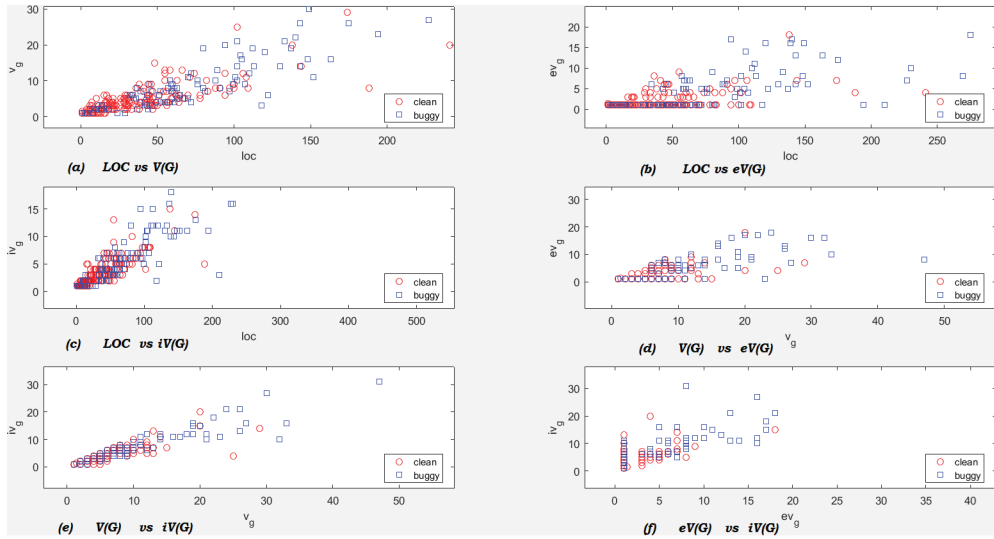 v_g
30
20
10
0
0
50
100
150
200
clean
buggy
loc
(a) LOC vs V(G)
ev_g
20
10
0
0
50
100
150
200
250
clean
buggy
loc
(b) LOC vs eV(G)
iv_g
15
10
5
0
0
100
200
300
400
500
clean
buggy
loc
(c) LOC vs iV(G)
ev_g
30
20
10
0
0
10
20
30
40
50
clean
buggy
v_g
(d) V(G) vs eV(G)
iv_g
30
20
10
0
0
10
20
30
40
50
clean
buggy
v_g
(e) V(G) vs iV(G)
iv_g
30
20
10
0
0
5
10
15
20
25
30
35
40
clean
buggy
ev_g
(f) eV(G) vs iV(G)